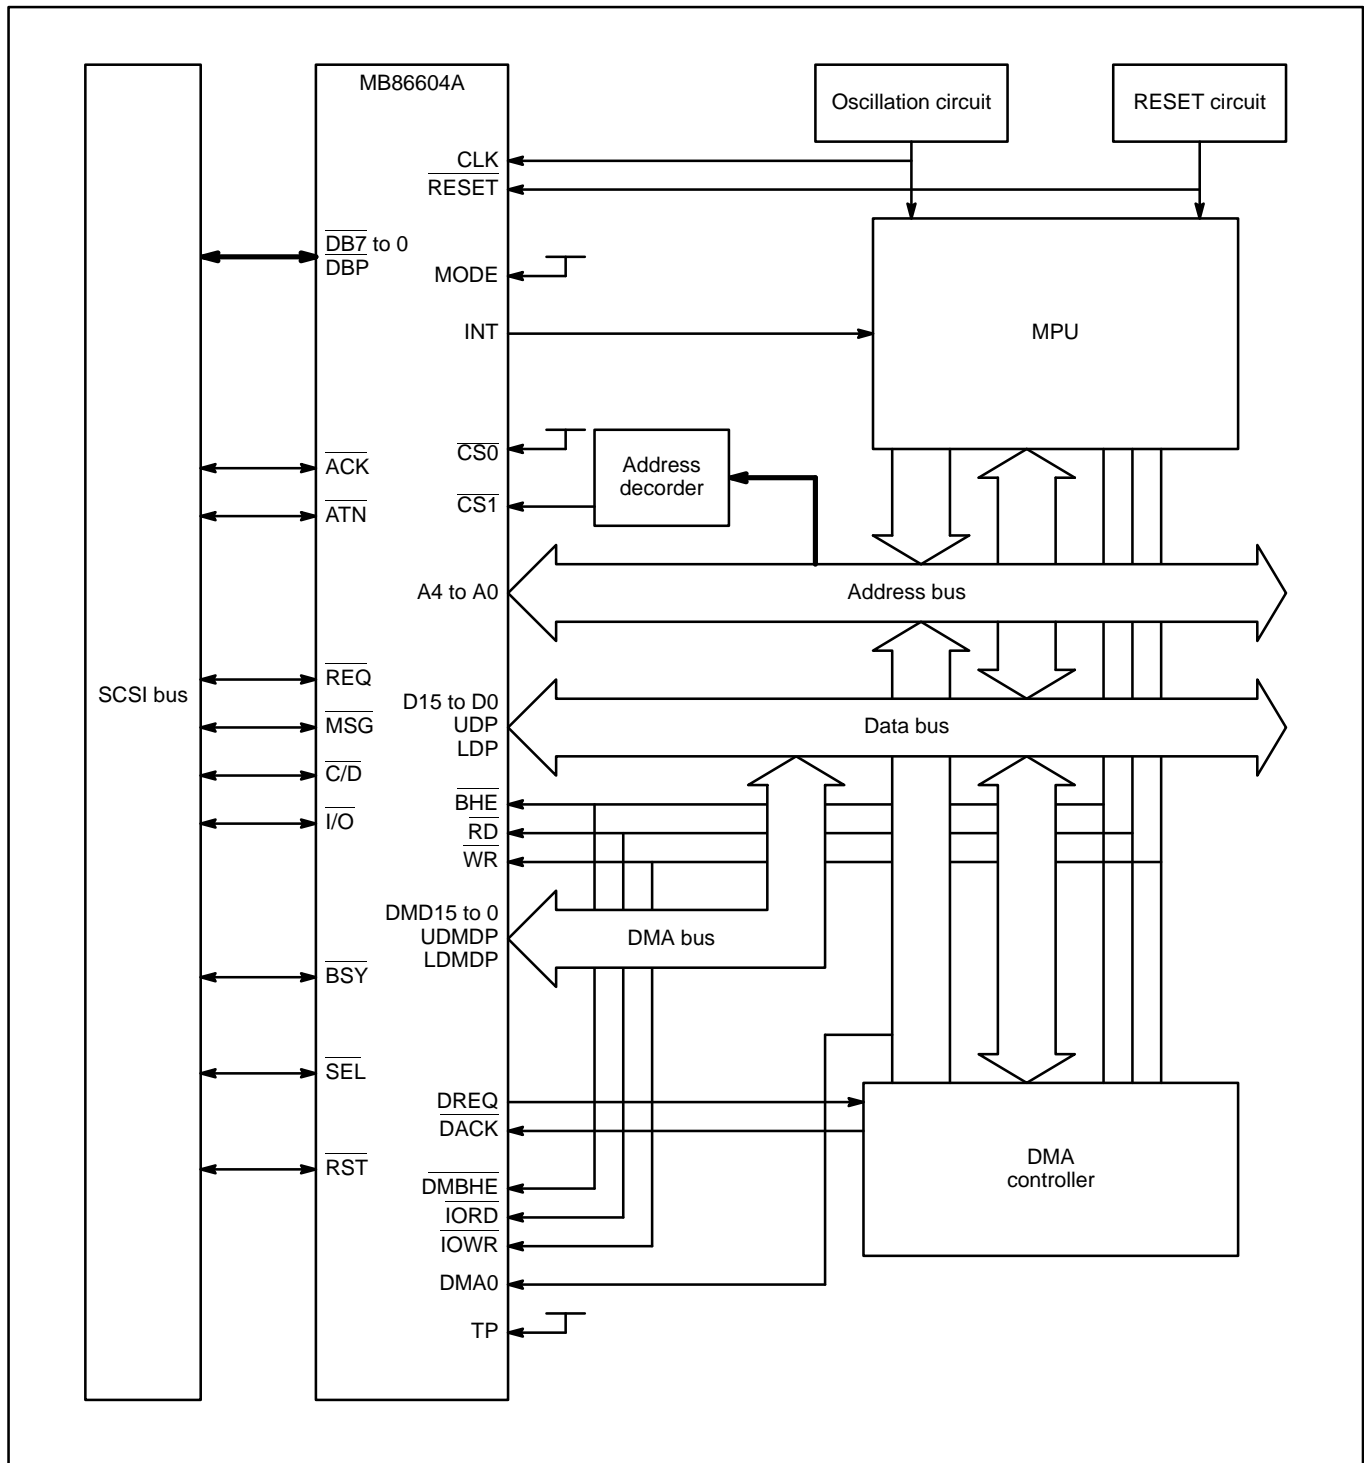 MB86604A
Oscillation circuit
RESET circuit
CLK
RESET
DB7 to 0
DBP
MODE
INT
MPU
CS0
Address
decorder
ACK
CS1
ATN
A4 to A0
Address bus
SCSI bus
REQ
MSG
C/D
I/O
D15 to D0
UDP
LDP
Data bus
BHE
RD
WR
DMD15 to 0
UDMDP
LDMDP
DMA bus
BSY
SEL
RST
DREQ
DACK
DMA
controller
DMBHE
IORD
IOWR
DMA0
TP